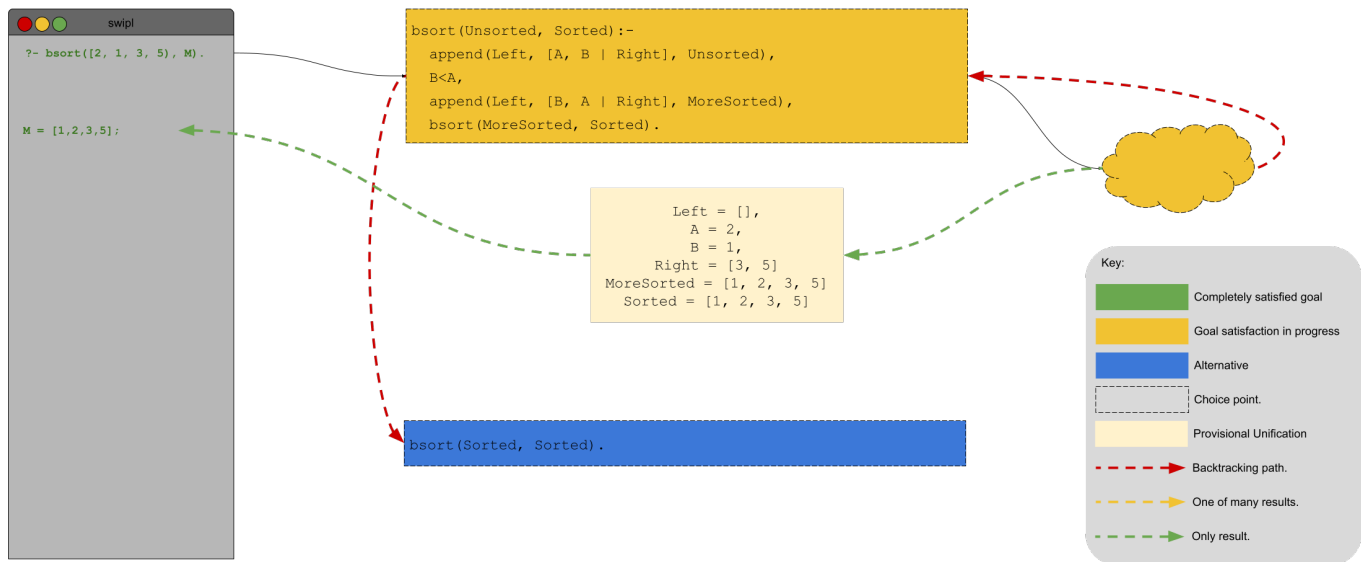 swipl
?- bsort([2, 1, 3, 5), M).
M = [1,2,3,5];
bsort(Unsorted, Sorted):-
append(Left, [A, B | Right], Unsorted),
B<A,
append(Left, [B, A | Right], MoreSorted),
bsort(MoreSorted, Sorted).
Left = [],
A = 2,
B = 1,
Right = [3, 5]
MoreSorted = [1, 2, 3, 5]
Sorted = [1, 2, 3, 5]
bsort(Sorted, Sorted).
Key:
Completely satisfied goal
Goal satisfaction in progress
Alternative
Choice point.
Provisional Unification
Backtracking path.
One of many results.
Only result.